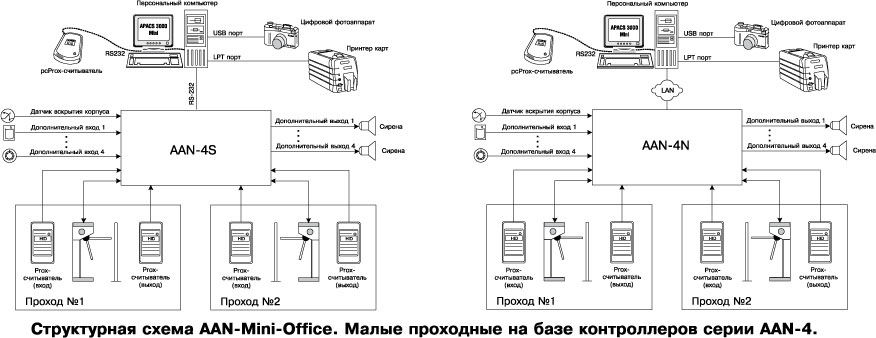 Персональный компьютер
APACS 3000
Mini
RS232
USB порт
LPT порт
Цифровой фотоаппарат
Принтер карт
pcProx-считыватель
RS-232
Датчик вскрытия корпуса
Дополнительный вход 1
Дополнительный вход 4
AAN-4S
Дополнительный выход 1
Сирена
Дополнительный выход 4
Сирена
HID
HID
Prox-
считыватель
(вход)
Prox-
считыватель
(выход)
Проход №1
HID
HID
Prox-
считыватель
(вход)
Prox-
считыватель
(выход)
Проход №2
Персональный компьютер
APACS 3000
Mini
RS232
USB порт
LPT порт
Цифровой фотоаппарат
Принтер карт
pcProx-считыватель
LAN
Датчик вскрытия корпуса
Дополнительный вход 1
Дополнительный вход 4
AAN-4N
Дополнительный выход 1
Сирена
Дополнительный выход 4
Сирена
HID
HID
Prox-
считыватель
(вход)
Prox-
считыватель
(выход)
Проход №1
HID
HID
Prox-
считыватель
(вход)
Prox-
считыватель
(выход)
Проход №2
Структурная схема AAN-Mini-Office. Малые проходные на базе контроллеров серии AAN-4.